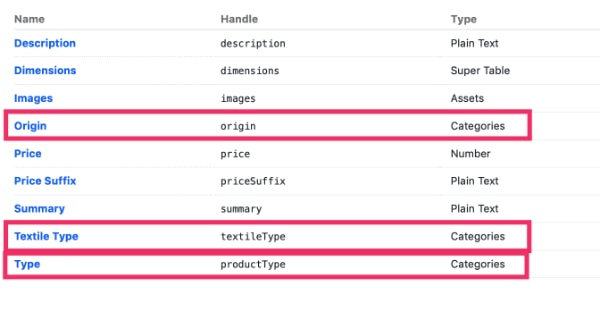 Name Handle Type
Description description Plain Text
Dimensions dimensions Super Table
Images images Assets
Origin origin Categories
Price price Number
Price Suffix priceSuffix Plain Text
Summary summary Plain Text
Textile Type textileType Categories
Type productType Categories